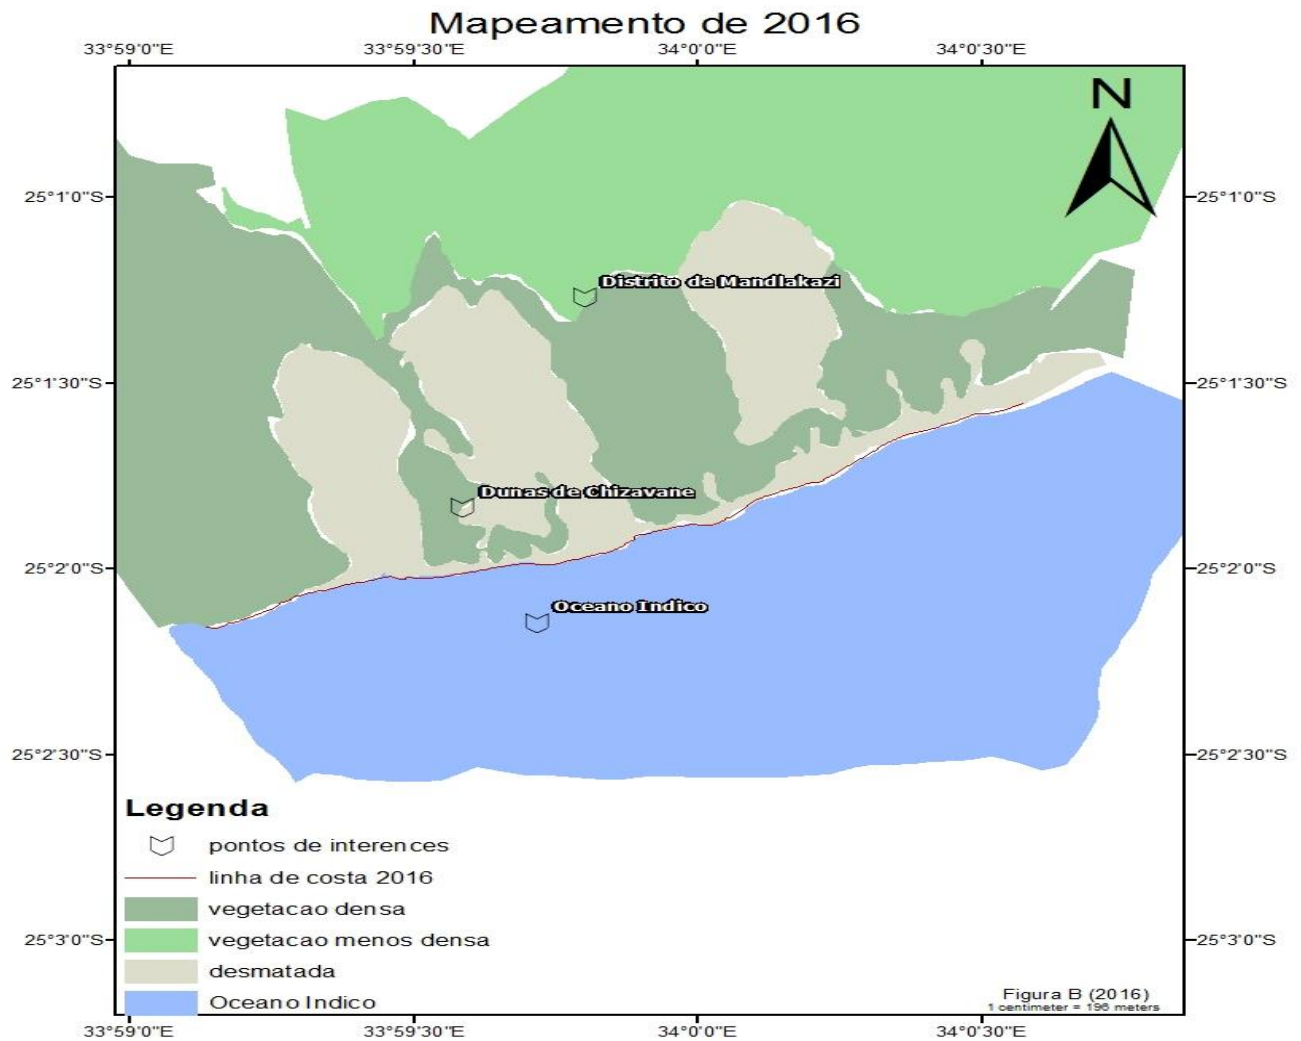 Mapeamento de 2016
33°59'0"E 33°59'30"E 34°0'0"E 34°0'30"E
N
25°1'0"S 25°1'0"S
Distrito de Mandlakazi
25°1'30"S 25°1'30"S
Dunas de Chizavane
25°2'0"S 25°2'0"S
Oceano Indico
25°2'30"S 25°2'30"S
Legenda
pontos de interences
linha de costa 2016
vegetacao densa
vegetacao menos densa
25°3'0"S 25°3'0"S
desmatada
Oceano Indico
Figura B (2016)
1 centimeter = 196 meters
33°59'0"E 33°59'30"E 34°0'0"E 34°0'30"E